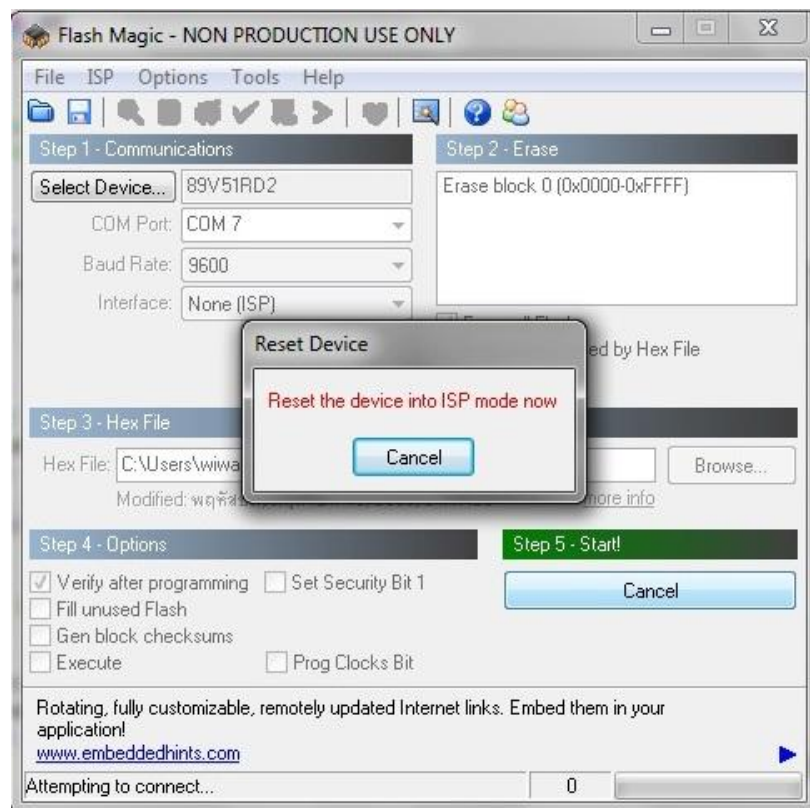 Flash Magic - NON PRODUCTION USE ONLY
File ISP Options Tools Help
Step 1 - Communications
Step 2 - Erase
Select Device... 89V51RD2
Erase block 0 (0x0000-0xFFFF)
COM Port: COM 7
Baud Rate: 9600
Interface: None (ISP)
ed by Hex File
Reset Device
Reset the device into ISP mode now
Cancel
Step 3 - Hex File
Hex File: C:\Users\wiwa
Browse...
Modified:
more info
Step 4 - Options
Step 5 - Start!
Verify after programming Set Security Bit 1
Cancel
Fill unused Flash
Gen block checksums
Execute Prog Clocks Bit
Rotating, fully customizable, remotely updated Internet links. Embed them in your
application!
www.embeddedhints.com
Attempting to connect... 0